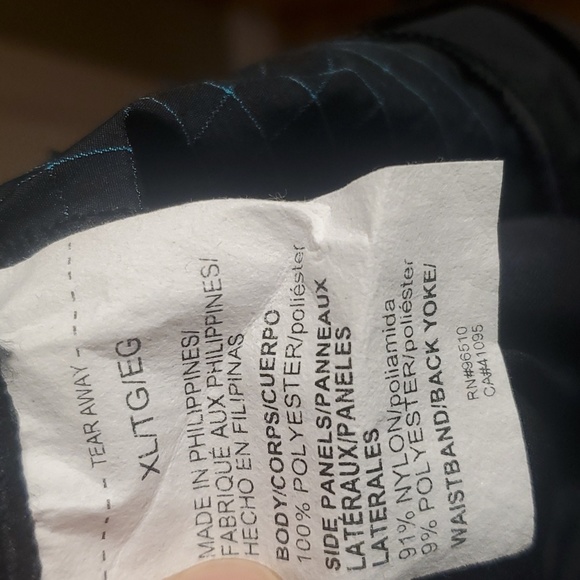 --- TEAR AWAY ---
XL/TG/EG
MADE IN PHILIPPINES/
FABRIQUÉ AUX PHILIPPINES/
HECHO EN FILIPINAS
BODY/CORPS/CUERPO
100% POLYESTER/poliéster
SIDE PANELS/PANNEAUX
LATÉRAUX/PANELES
LATERALES
91% NYLON/poliamida
9% POLYESTER/poliéster
WAISTBAND/BACK YOKE/
RN#96510
CA#41095